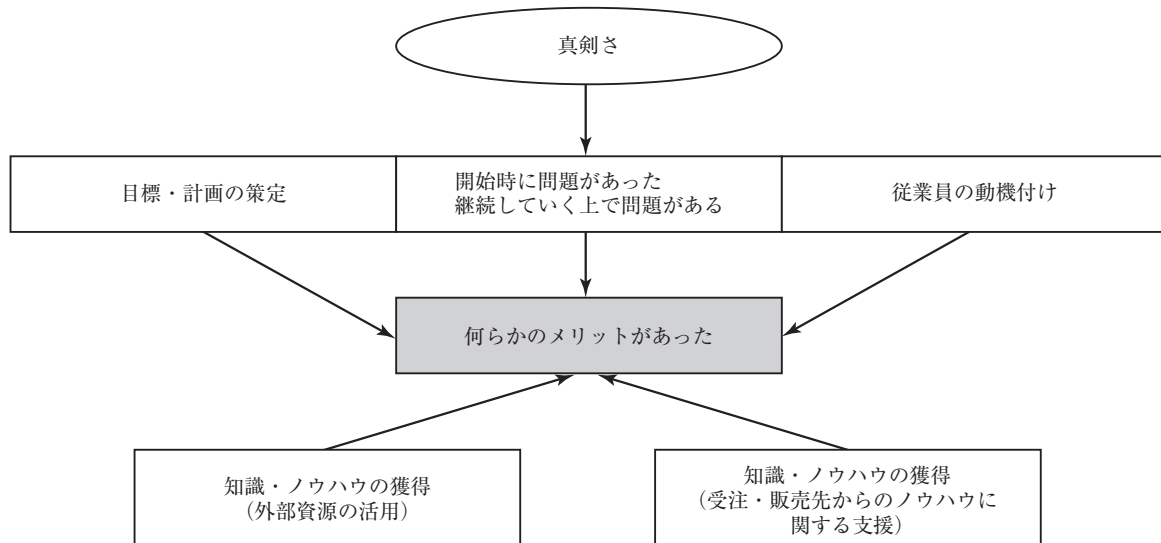 真剣さ
目標・計画の策定
開始時に問題があった
継続していく上で問題がある
従業員の動機付け
何らかのメリットがあった
知識・ノウハウの獲得
（外部資源の活用）
知識・ノウハウの獲得
（受注・販売先からのノウハウに
関する支援）